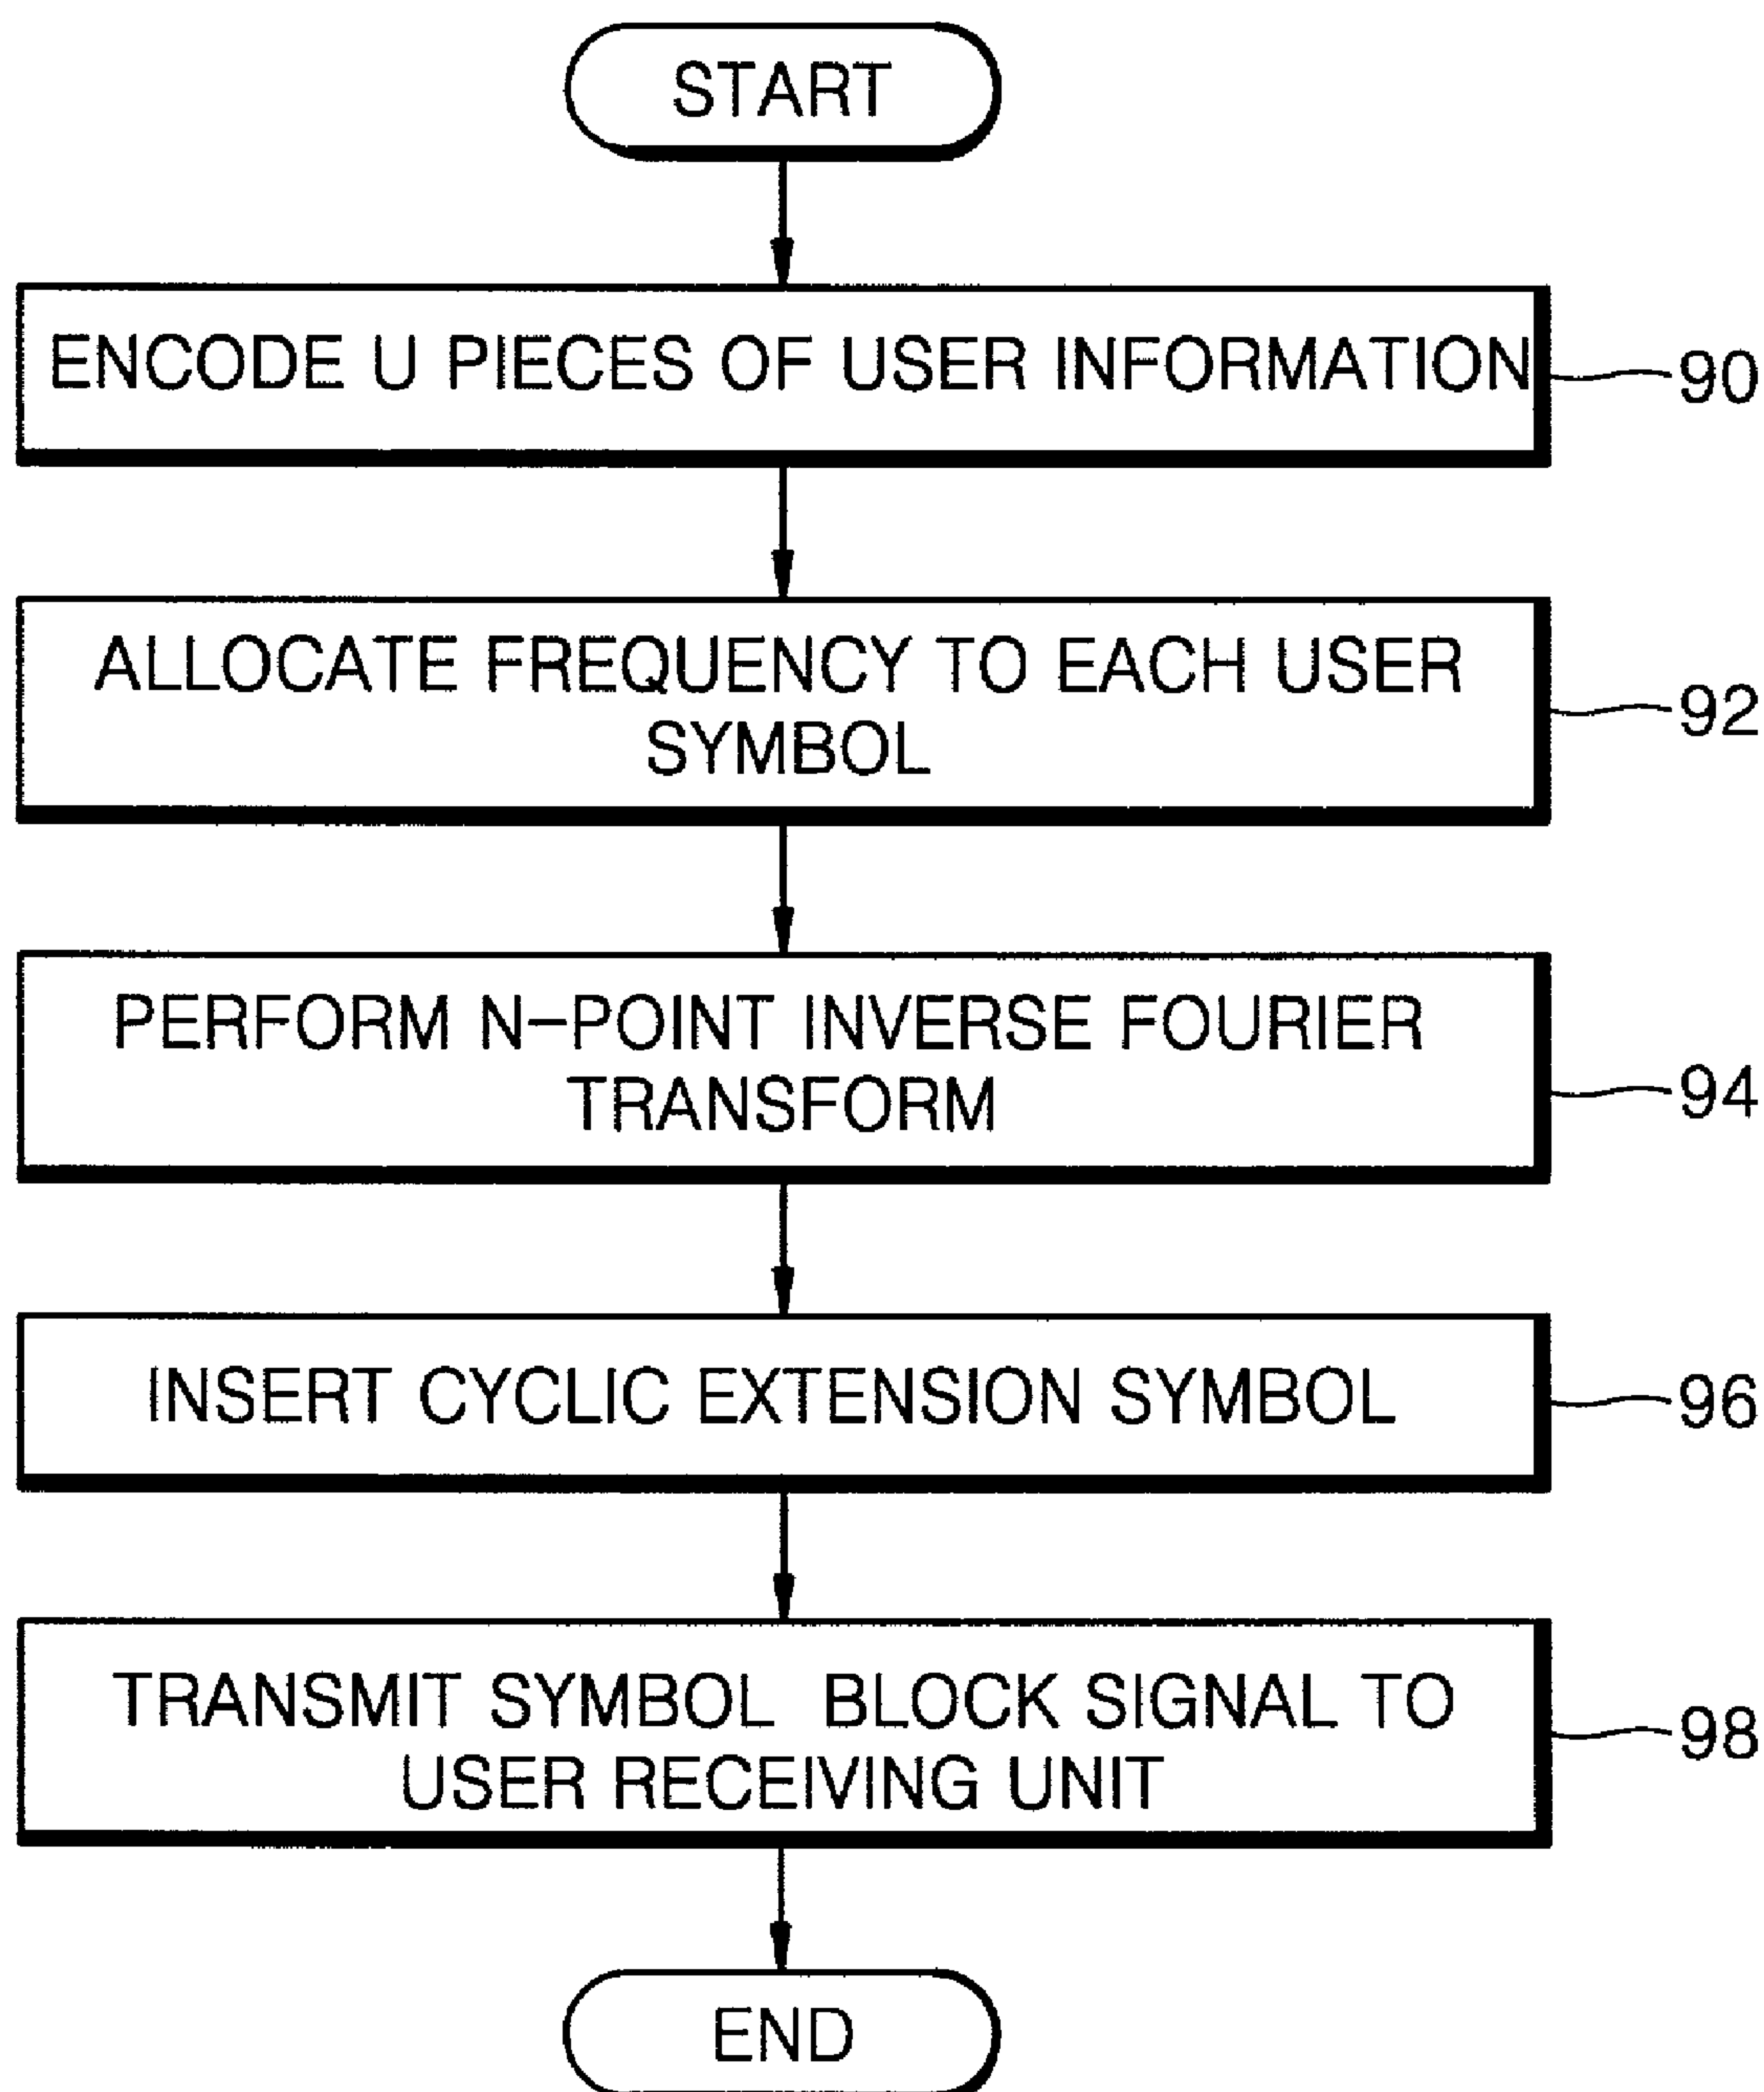 START
ENCODE U PIECES OF USER INFORMATION
90
ALLOCATE FREQUENCY TO EACH USER
SYMBOL
92
PERFORM N-POINT INVERSE FOURIER
TRANSFORM
94
INSERT CYCLIC EXTENSION SYMBOL
96
TRANSMIT SYMBOL BLOCK SIGNAL TO
USER RECEIVING UNIT
98
END